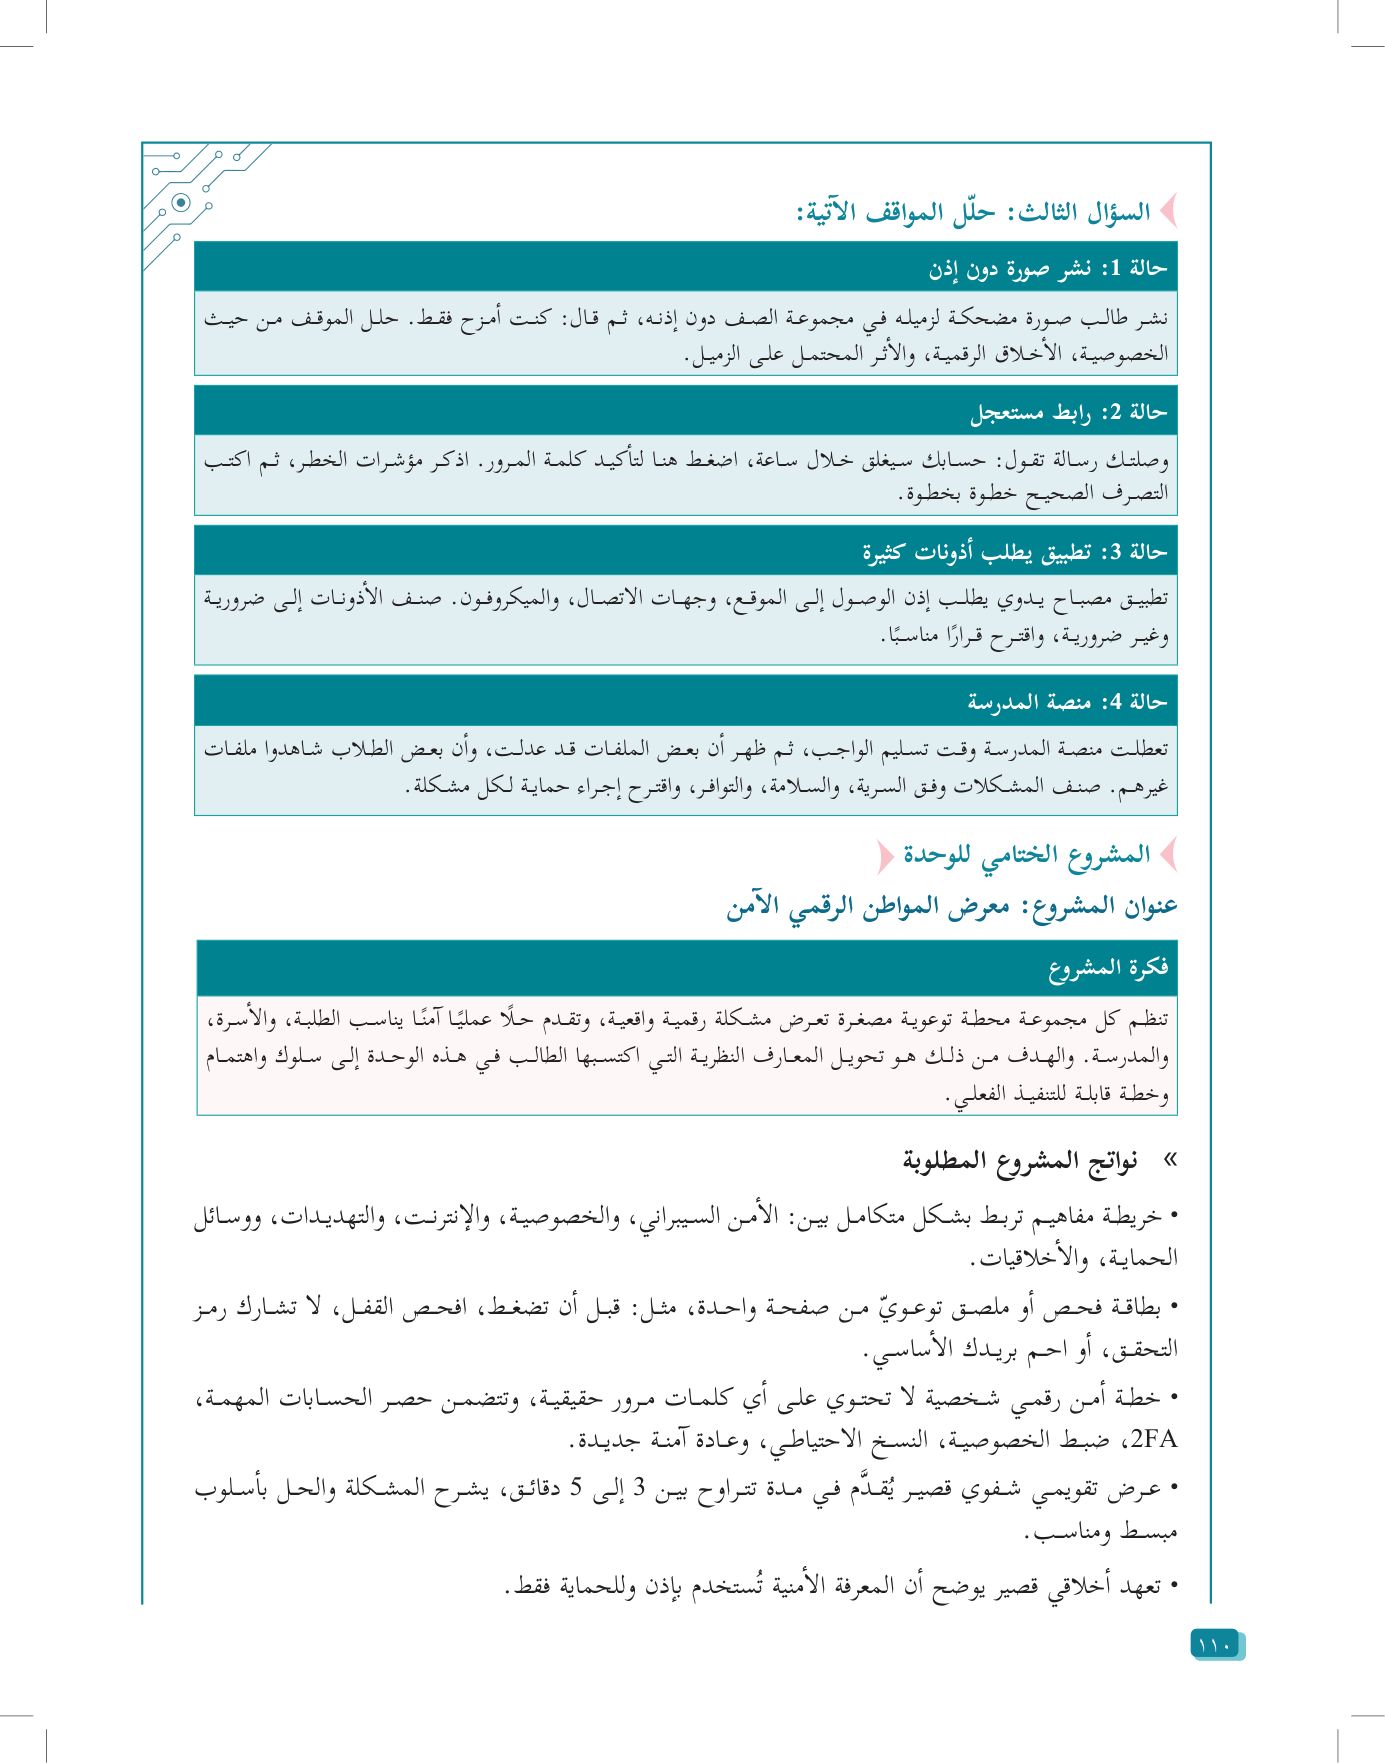 السؤال الثالث: حلّل المواقف الآتية:
حالة 1: نشر صورة دون إذن
نشر طالب صورة مضحكة لزميله في مجموعة الصف دون إذنه، ثم قال: كنت أمزح فقط. حلل الموقف من حيث
الخصوصية، الأخلاق الرقمية، والأثر المحتمل على الزميل.
حالة 2: رابط مستعجل
وصلتك رسالة تقول: حسابك سيغلق خلال ساعة، اضغط هنا لتأكيد كلمة المرور. اذكر مؤشرات الخطر، ثم اكتب
التصرف الصحيح خطوة بخطوة.
حالة 3: تطبيق يطلب أذونات كثيرة
تطبيق مصباح يدوي يطلب إذن الوصول إلى الموقع، وجهات الاتصال، والميكروفون. صنف الأذونات إلى ضرورية
وغير ضرورية، واقترح قرارًا مناسبًا.
حالة 4: منصة المدرسة
تعطلت منصة المدرسة وقت تسليم الواجب، ثم ظهر أن بعض الملفات قد عدلت، وأن بعض الطلاب شاهدوا ملفات
غيرهم. صنف المشكلات وفق السرية، والسلامة، والتوافر، واقترح إجراء حماية لكل مشكلة.
المشروع الختامي للوحدة
عنوان المشروع: معرض المواطن الرقمي الآمن
فكرة المشروع
تنظم كل مجموعة محطة توعوية مصغرة تعرض مشكلة رقمية واقعية، وتقدم حلًا عمليًا آمنًا يناسب الطلبة، والأسرة،
والمدرسة. والهدف من ذلك هو تحويل المعارف النظرية التي اكتسبها الطالب في هذه الوحدة إلى سلوك واهتمام
وخطة قابلة للتنفيذ الفعلي.
» نواتج المشروع المطلوبة
• خريطة مفاهيم تربط بشكل متكامل بين: الأمن السيبراني، والخصوصية، والإنترنت، والتهديدات، ووسائل
الحماية، والأخلاقيات.
• بطاقة فحص أو ملصق توعويّ من صفحة واحدة، مثل: قبل أن تضغط، افحص القفل، لا تشارك رمز
التحقق، أو احم بريدك الأساسي.
• خطة أمن رقمي شخصية لا تحتوي على أي كلمات مرور حقيقية، وتتضمن حصر الحسابات المهمة،
2FA، ضبط الخصوصية، النسخ الاحتياطي، وعادة آمنة جديدة.
• عرض تقويمي شفوي قصير يُقدَّم في مدة تتراوح بين 3 إلى 5 دقائق، يشرح المشكلة والحل بأسلوب
مبسط ومناسب.
• تعهد أخلاقي قصير يوضح أن المعرفة الأمنية تُستخدم بإذن وللحماية فقط.
١١٠